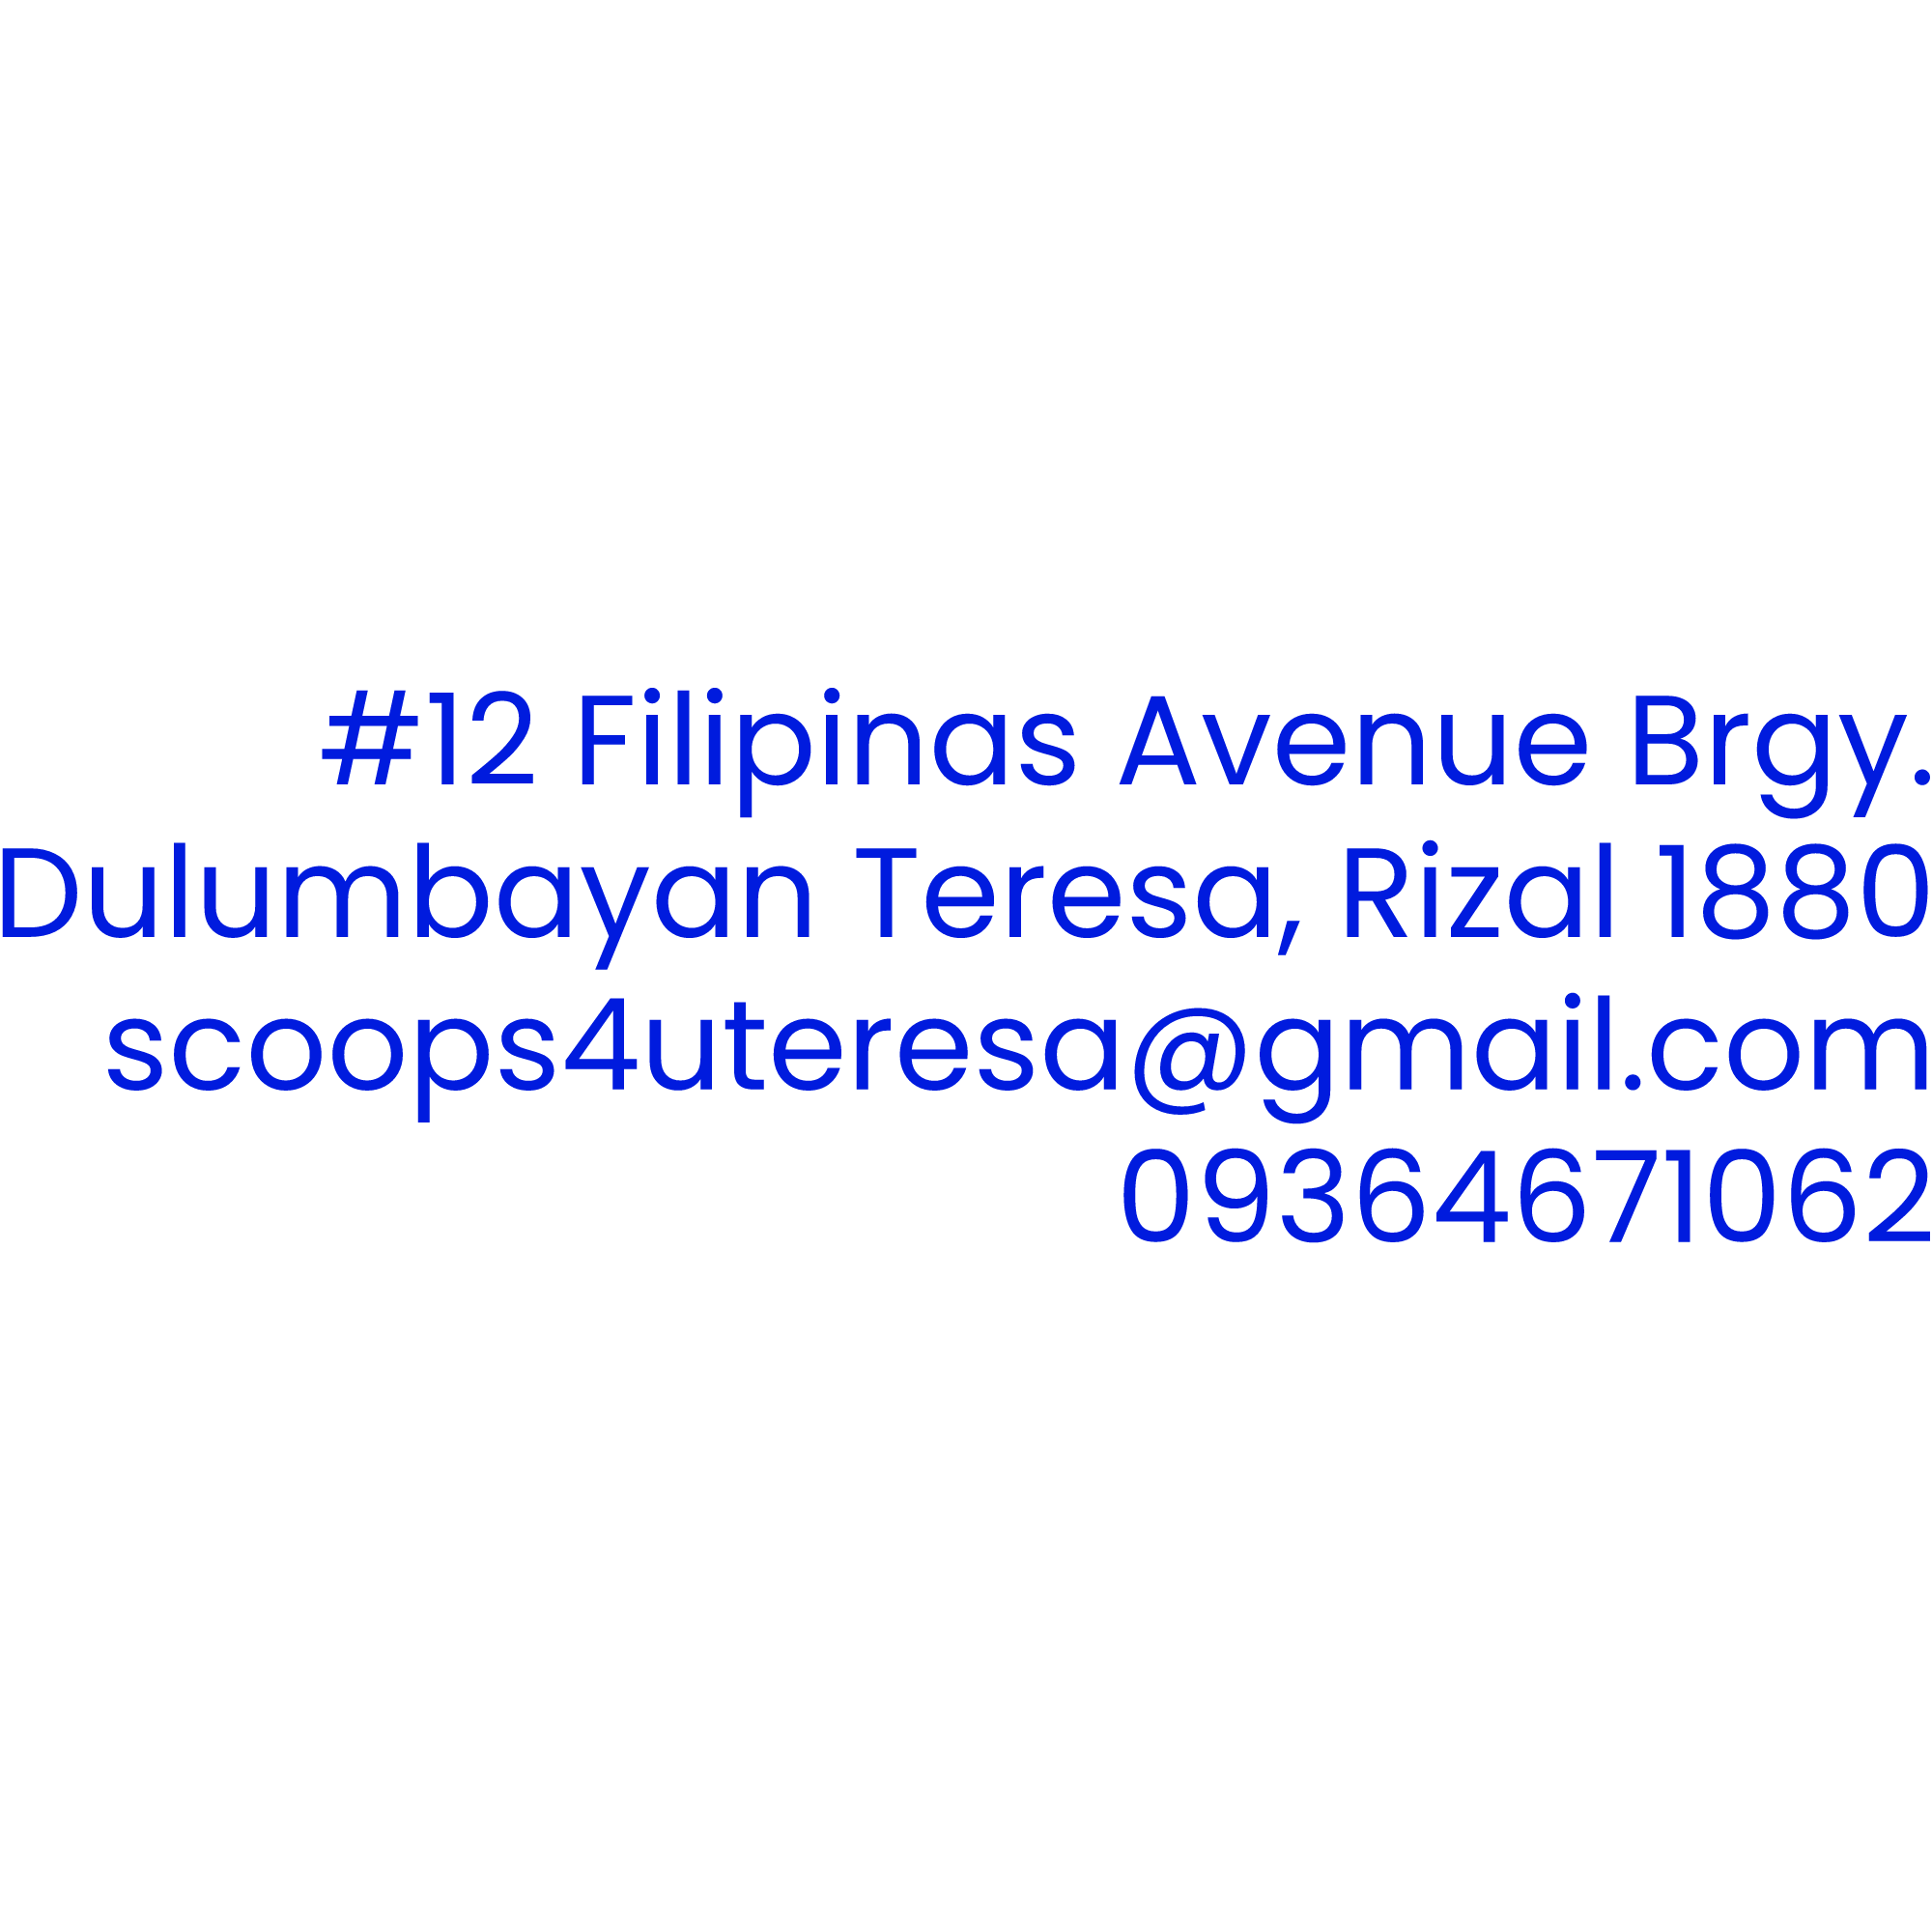 #12 Filipinas Avenue Brgy.
Dulumbayan Teresa, Rizal 1880
scoops4uteresa@gmail.com
09364671062